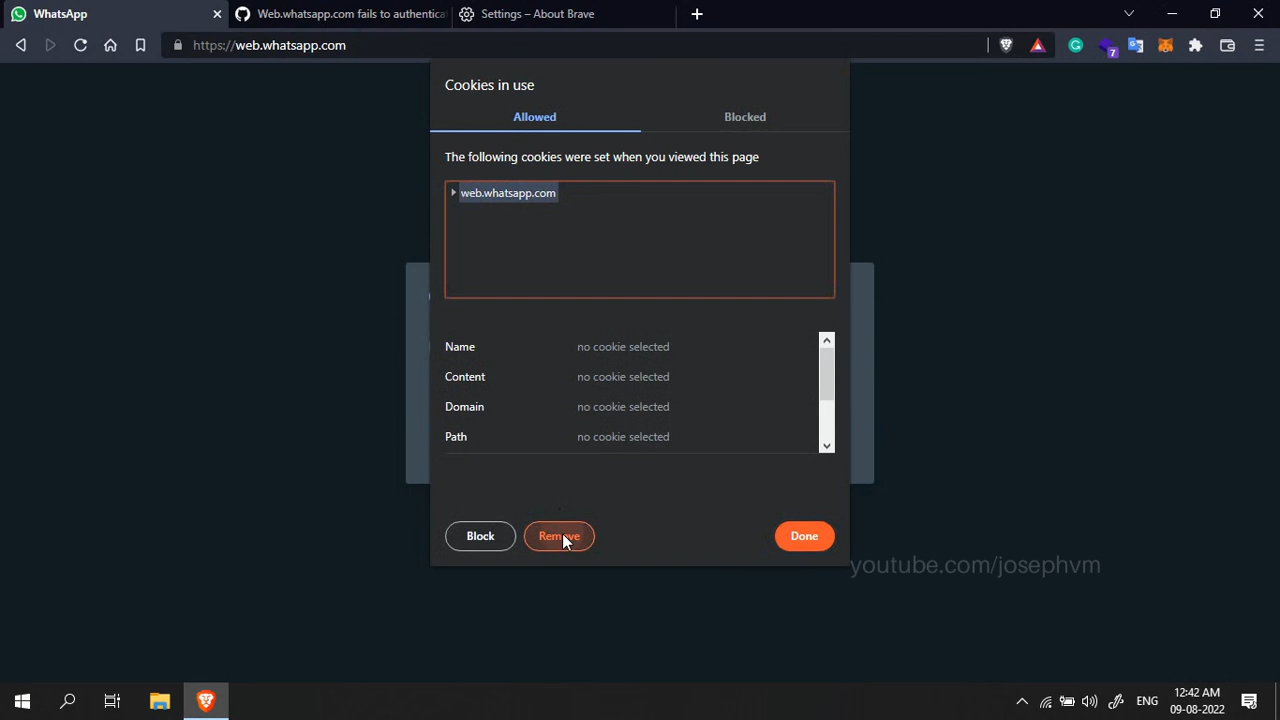 WhatsApp
Web.whatsapp.com fails to authentica
Settings – About Brave
https://web.whatsapp.com
7
Cookies in use
Allowed
Blocked
The following cookies were set when you viewed this page
web.whatsapp.com
Name
no cookie selected
Content
no cookie selected
Domain
no cookie selected
Path
no cookie selected
Block
Remove
Done
youtube.com/josephvm
ENG
12:42 AM
09-08-2022